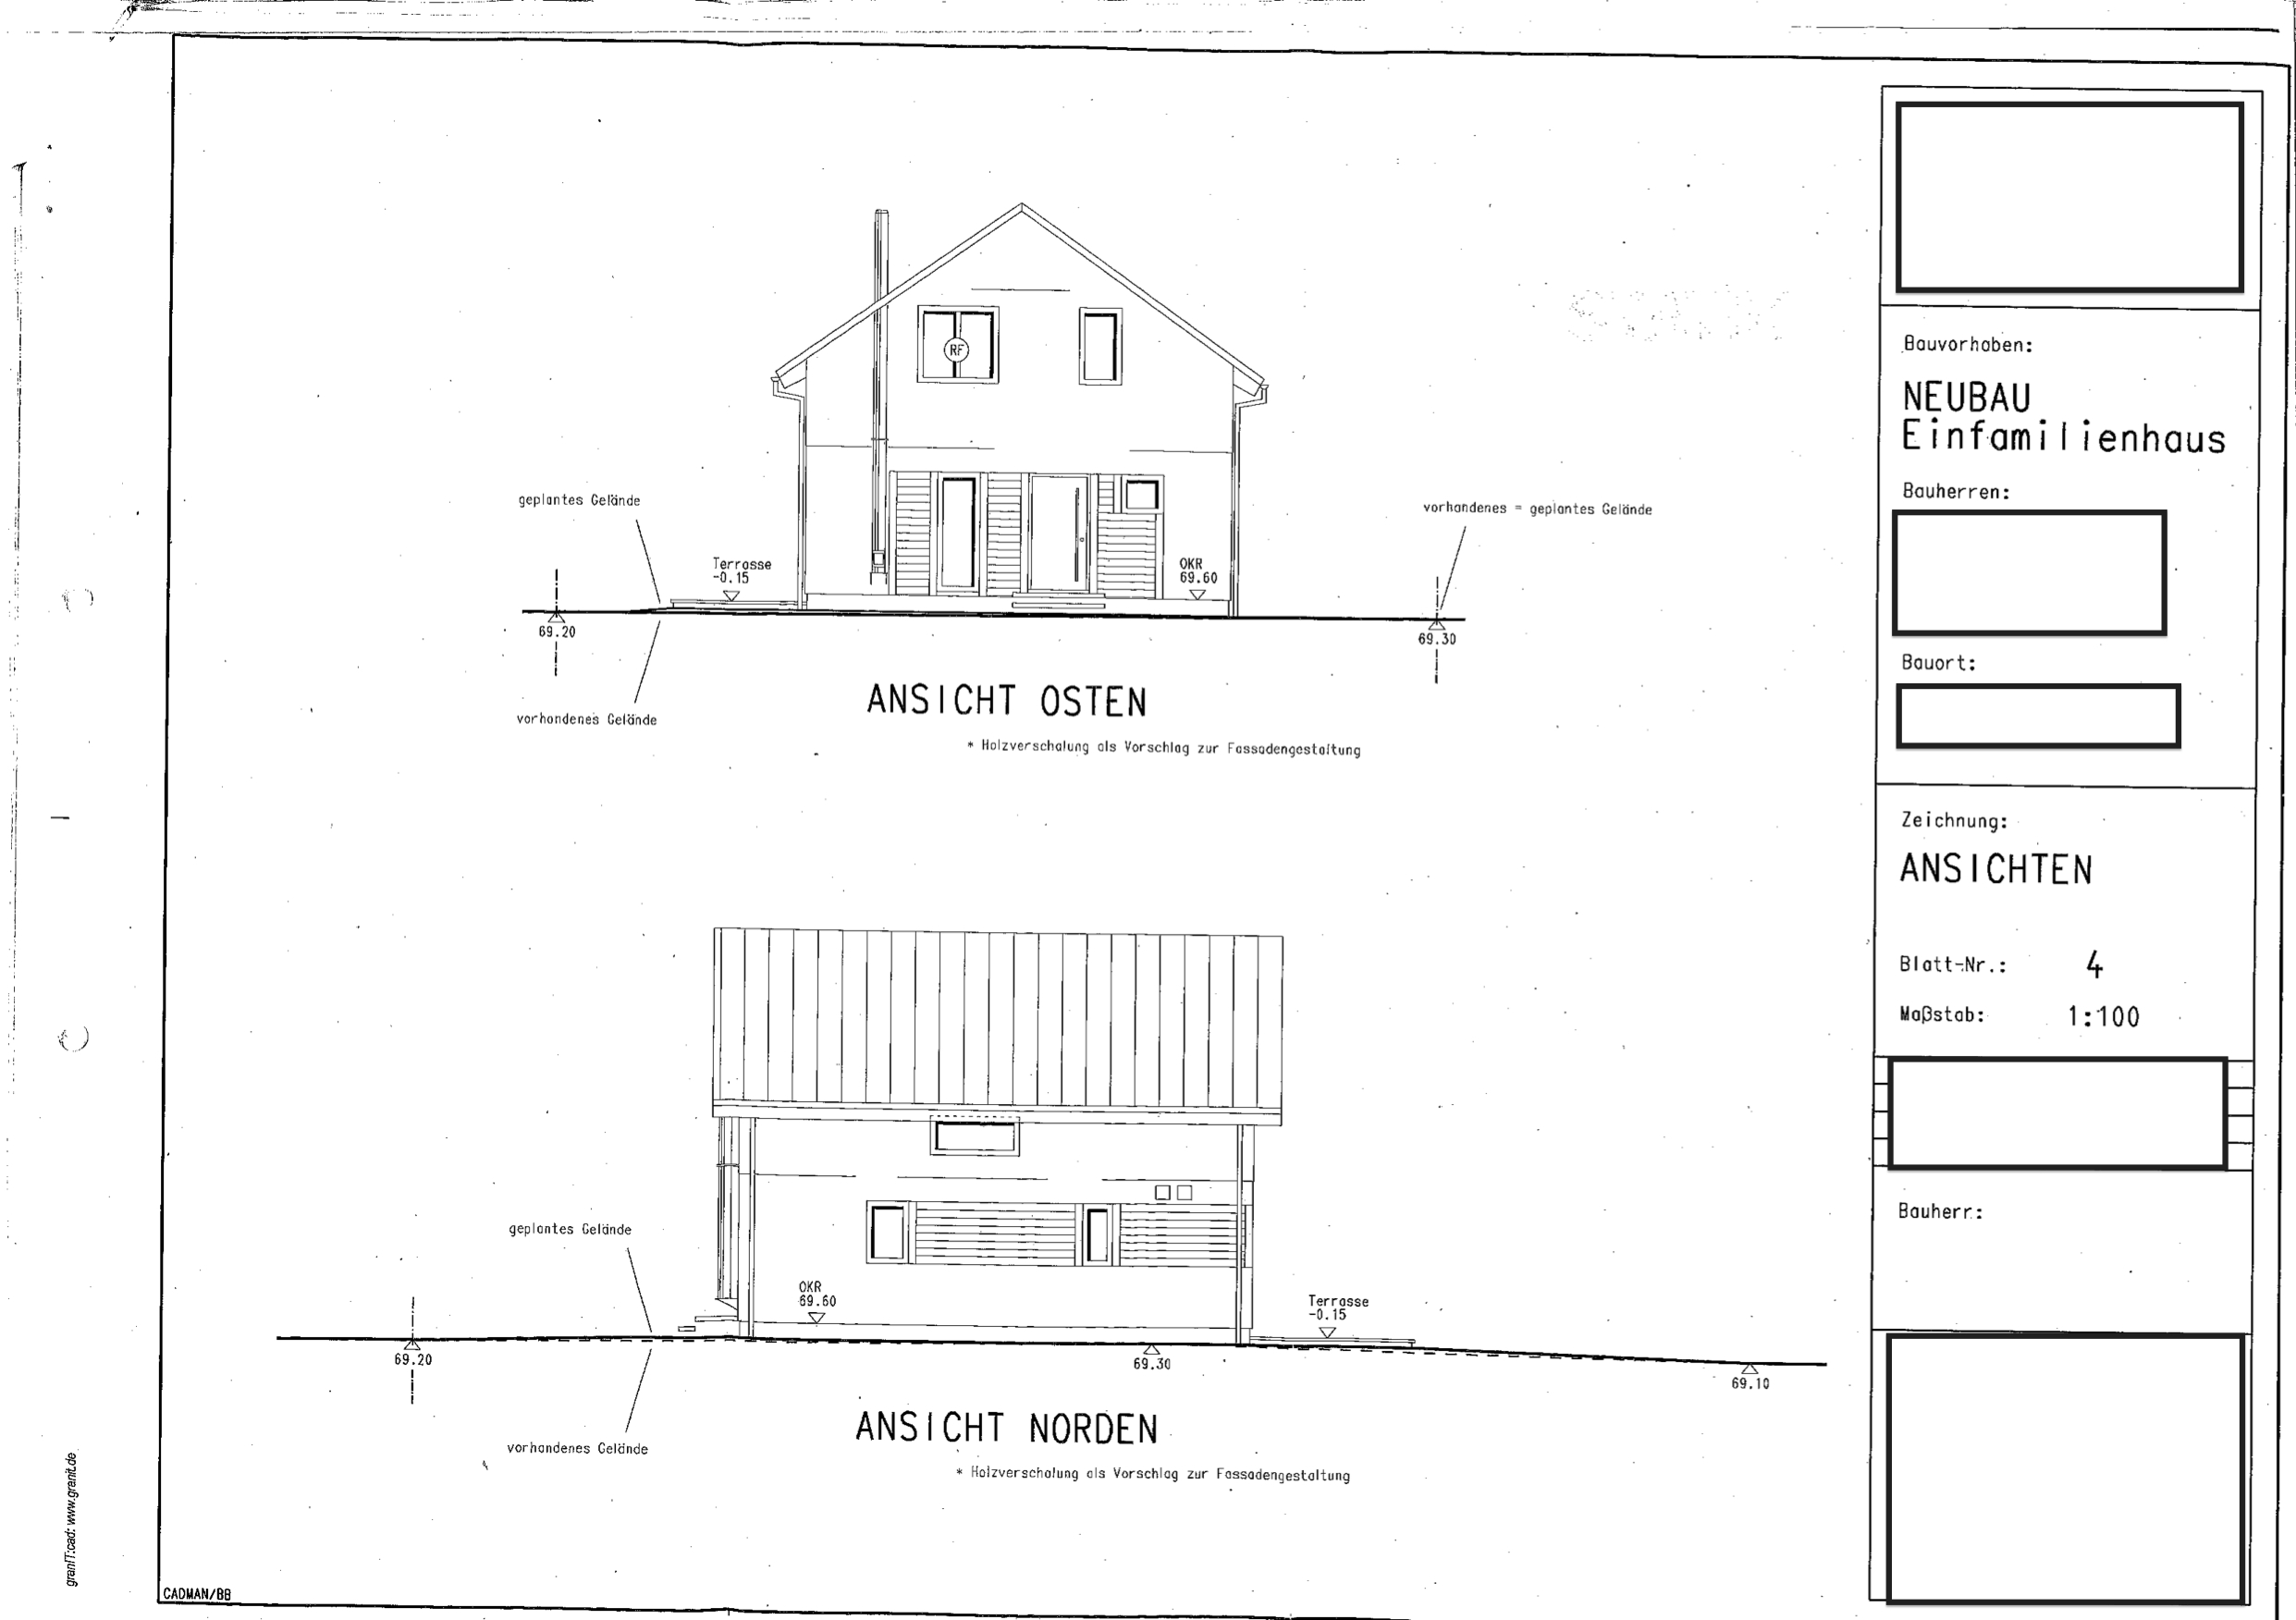 RF
geplantes Gelände
vorhandenes = geplantes Gelände
Terrasse
-0.15
OKR
69.60
69.20
69.30
vorhandenes Gelände
ANSICHT OSTEN
* Holzverschalung als Vorschlag zur Fassadengestaltung
geplantes Gelände
OKR
69.60
Terrasse
-0.15
69.20
69.30
69.10
vorhandenes Gelände
ANSICHT NORDEN
* Holzverschalung als Vorschlag zur Fassadengestaltung
Bauvorhaben:
NEUBAU
Einfamilienhaus
Bauherren:
Bauort:
Zeichnung:
ANSICHTEN
Blatt-Nr.: 4
Maßstab: 1:100
Bauherr:
granIT:cad: www.granit.de
CADMAN/BB